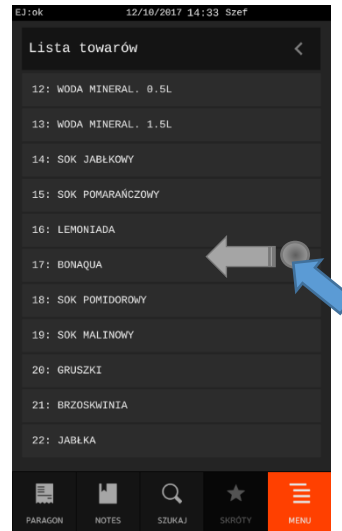 EJ:ok 12/10/2017 14:33 Szef
Lista towarów
12: WODA MINERAL. 0.5L
13: WODA MINERAL. 1.5L
14: SOK JABŁKOWY
15: SOK POMARAŃCZOWY
16: LEMONIADA
17: BONAQUA
18: SOK POMIDOROWY
19: SOK MALINOWY
20: GRUSZKI
21: BRZOSKWINIA
22: JABŁKA
PARAGON NOTES SZUKAJ SKRÓTY MENU